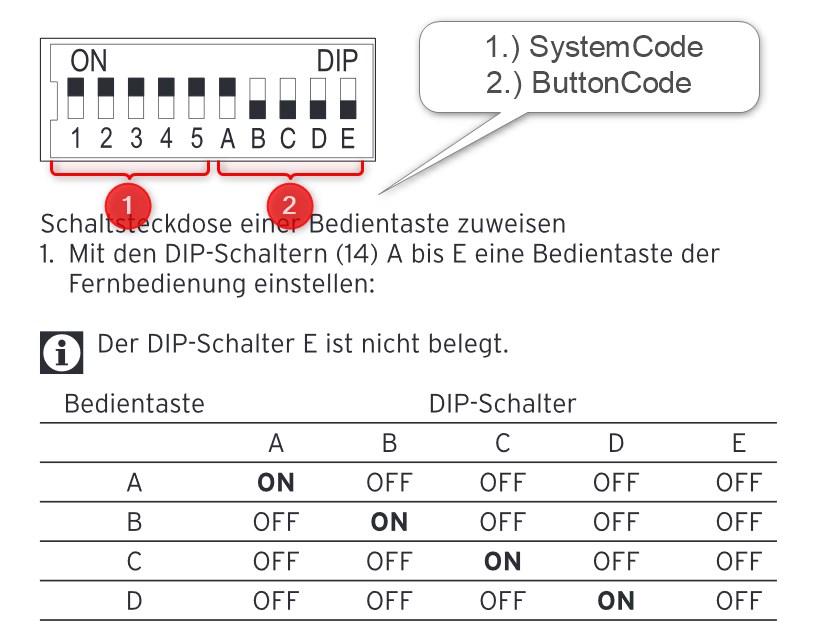 ON DIP
1 2 3 4 5 A B C D E
1.) SystemCode
2.) ButtonCode
1 2
Schaltsteckdose einer Bedientaste zuweisen
1. Mit den DIP-Schaltern (14) A bis E eine Bedientaste der
Fernbedienung einstellen:
i Der DIP-Schalter E ist nicht belegt.
Bedientaste DIP-Schalter
A B C D E
A ON OFF OFF OFF OFF
B OFF ON OFF OFF OFF
C OFF OFF ON OFF OFF
D OFF OFF OFF ON OFF